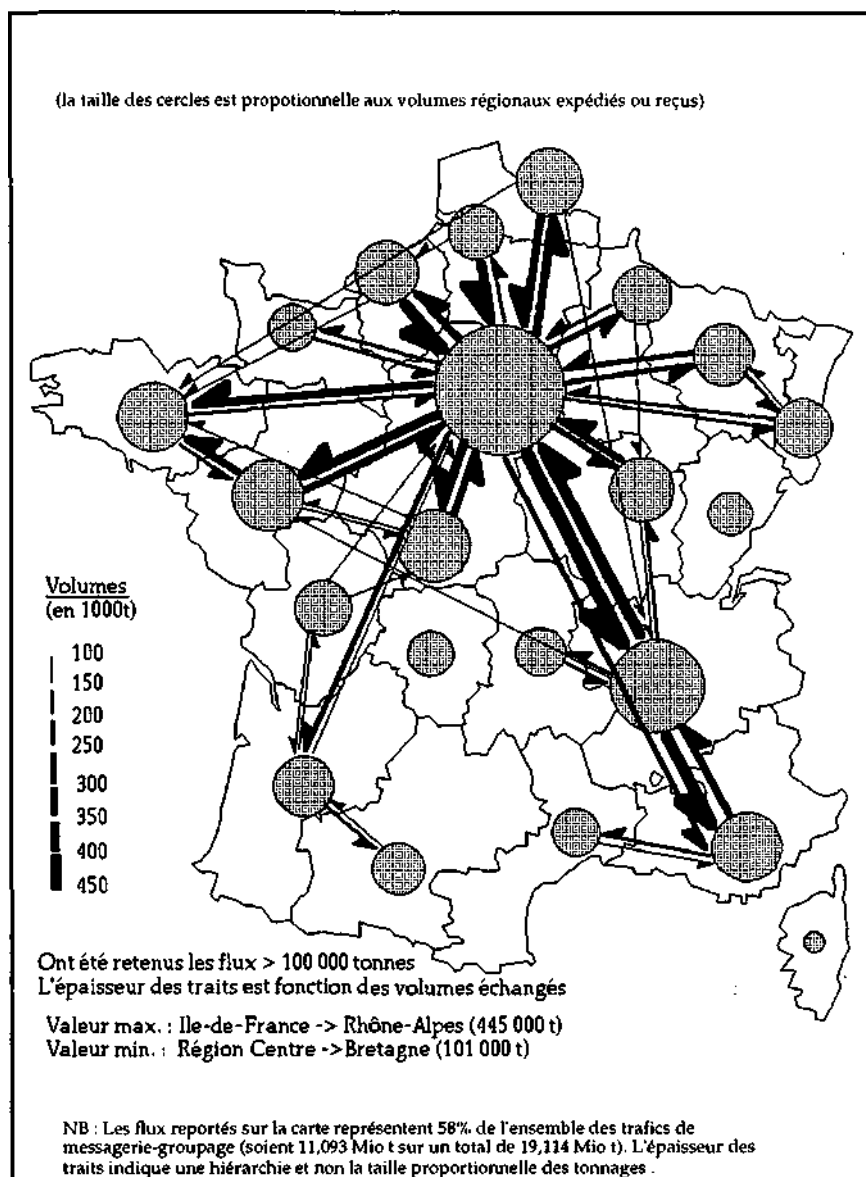 (la taille des cercles est propotionnelle aux volumes régionaux expédiés ou reçus)
Volumes
(en 1000t)
100
150
200
250
300
350
400
450
Ont été retenus les flux > 100 000 tonnes
L'épaisseur des traits est fonction des volumes échangés
Valeur max. : Ile-de-France -> Rhône-Alpes (445 000 t)
Valeur min. : Région Centre ->Bretagne (101 000 t)
NB : Les flux reportés sur la carte représentent 58% de l'ensemble des trafics de
messagerie-groupage (soient 11,093 Mio t sur un total de 19,114 Mio t). L'épaisseur des
traits indique une hiérarchie et non la taille proportionnelle des tonnages .